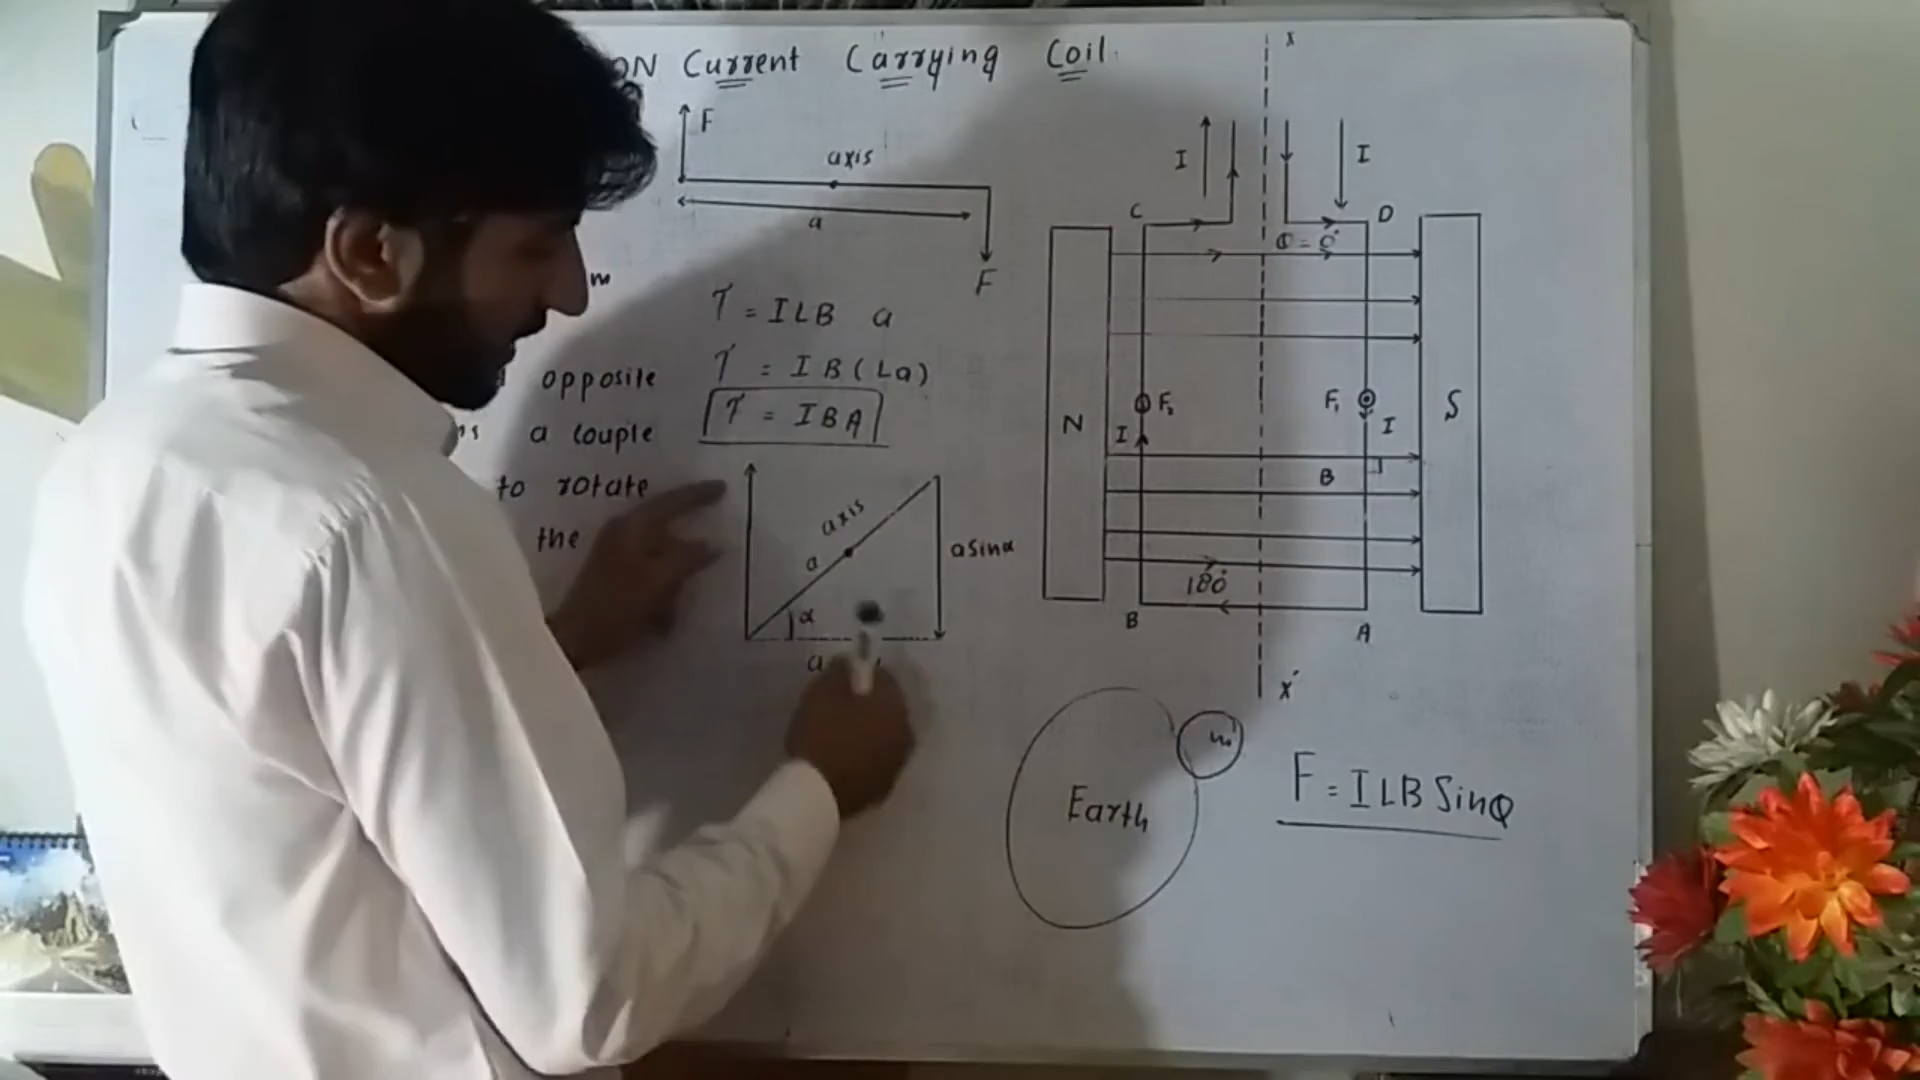 ON Current Carrying Coil.
F
axis
a
F
m
τ = ILB a
opposite
τ = IB(La)
a couple
τ = IBA
to rotate
the
axis
a
α
a sinα
a
x
I
I
C
D
Φ = 0°
N
F₂
F₁
S
I
I
B
180°
B
A
x'
Earth
F = ILB SinΦ